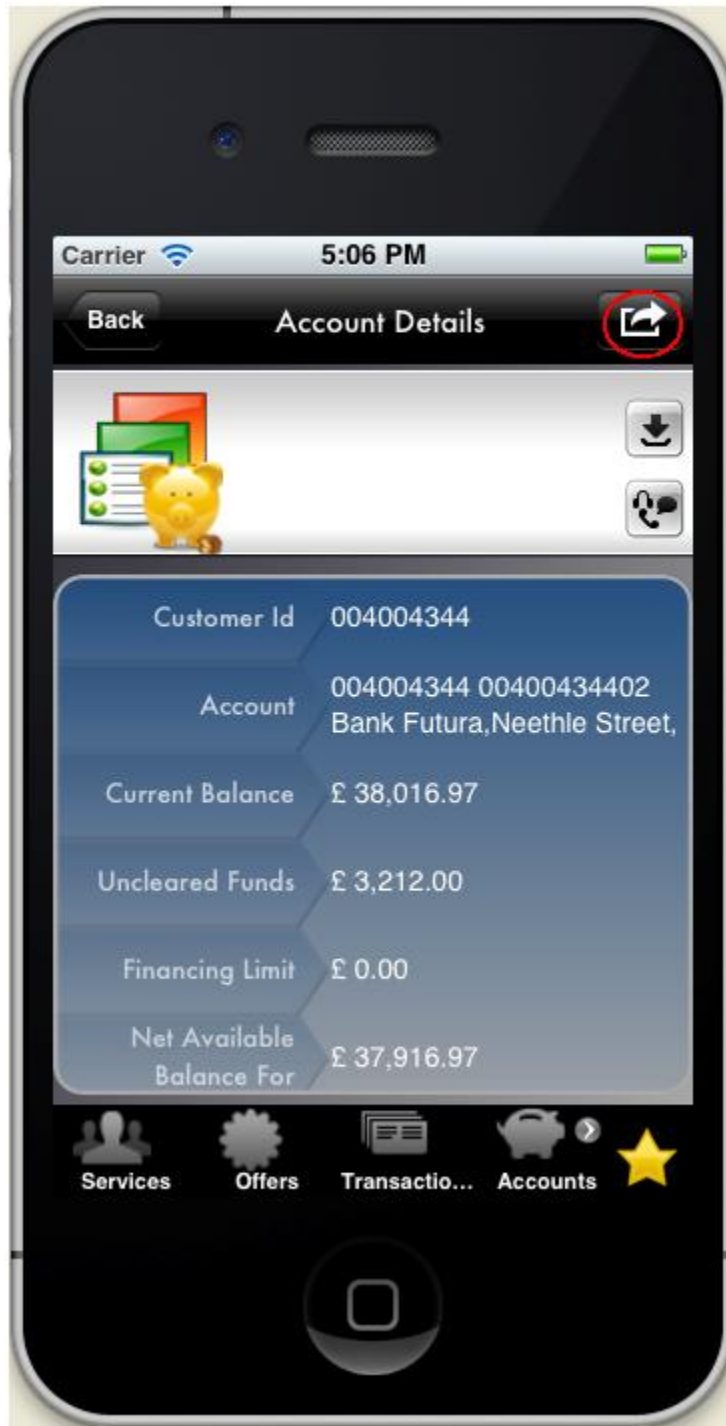 Carrier 5:06 PM
Back Account Details
Customer Id 004004344
Account 004004344 00400434402
Bank Futura,Neethle Street,
Current Balance £ 38,016.97
Uncleared Funds £ 3,212.00
Financing Limit £ 0.00
Net Available
Balance For £ 37,916.97
Services Offers Transactio... Accounts